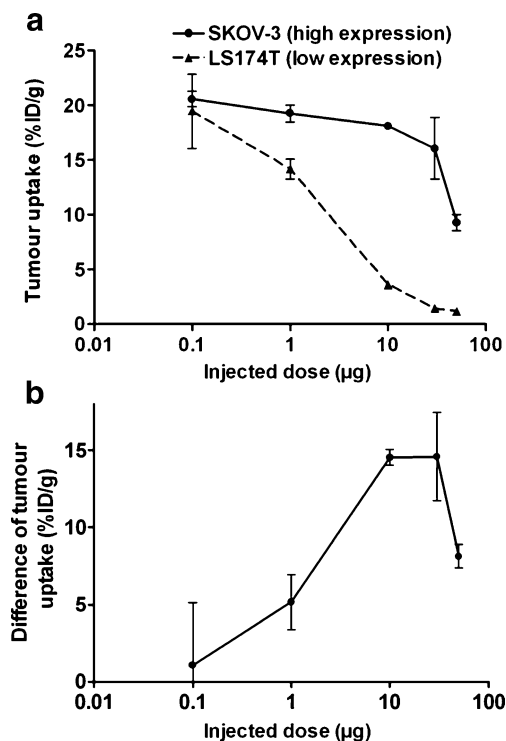 a
SKOV-3 (high expression)
LS174T (low expression)
Tumour uptake (%ID/g)
25
20
15
10
5
0
0.01 0.1 1 10 100
Injected dose (µg)
b
Difference of tumour
uptake (%ID/g)
15
10
5
0
0.01 0.1 1 10 100
Injected dose (µg)